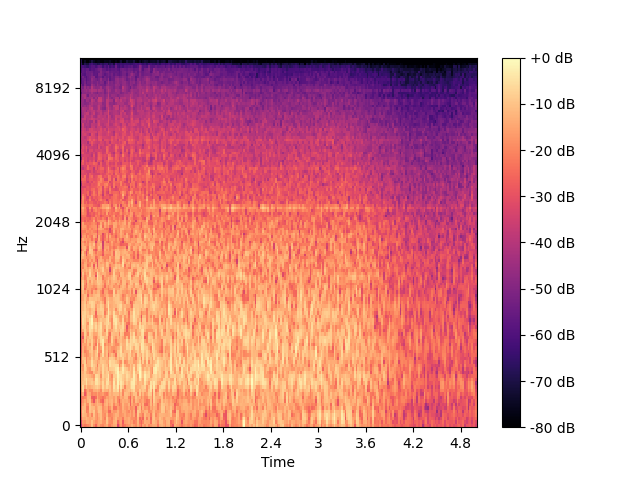 8192
4096
2048
1024
512
0
Hz
0 0.6 1.2 1.8 2.4 3 3.6 4.2 4.8
Time
+0 dB
-10 dB
-20 dB
-30 dB
-40 dB
-50 dB
-60 dB
-70 dB
-80 dB